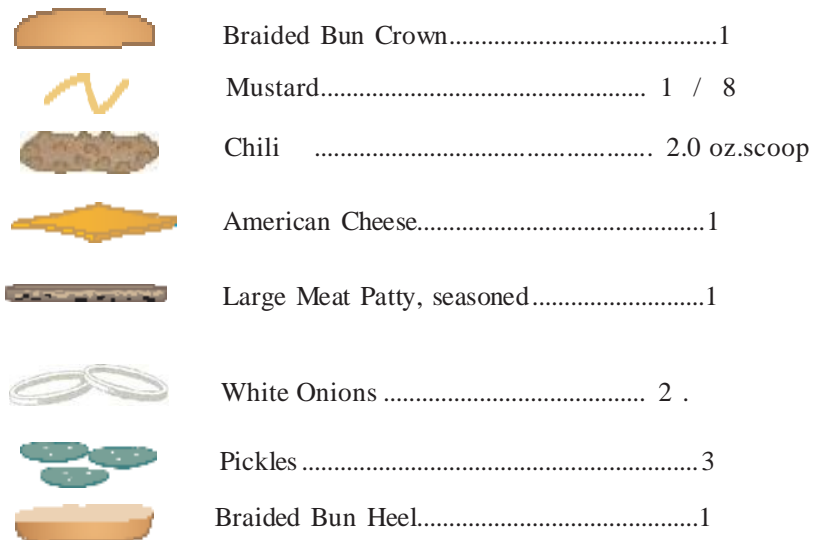 Braided Bun Crown.......................................1
Mustard............................................... 1 / 8
Chili ................................................. 2.0 oz.scoop
American Cheese..........................................1
Large Meat Patty, seasoned.........................1
White Onions ...................................... 2 .
Pickles..........................................................3
Braided Bun Heel.........................................1